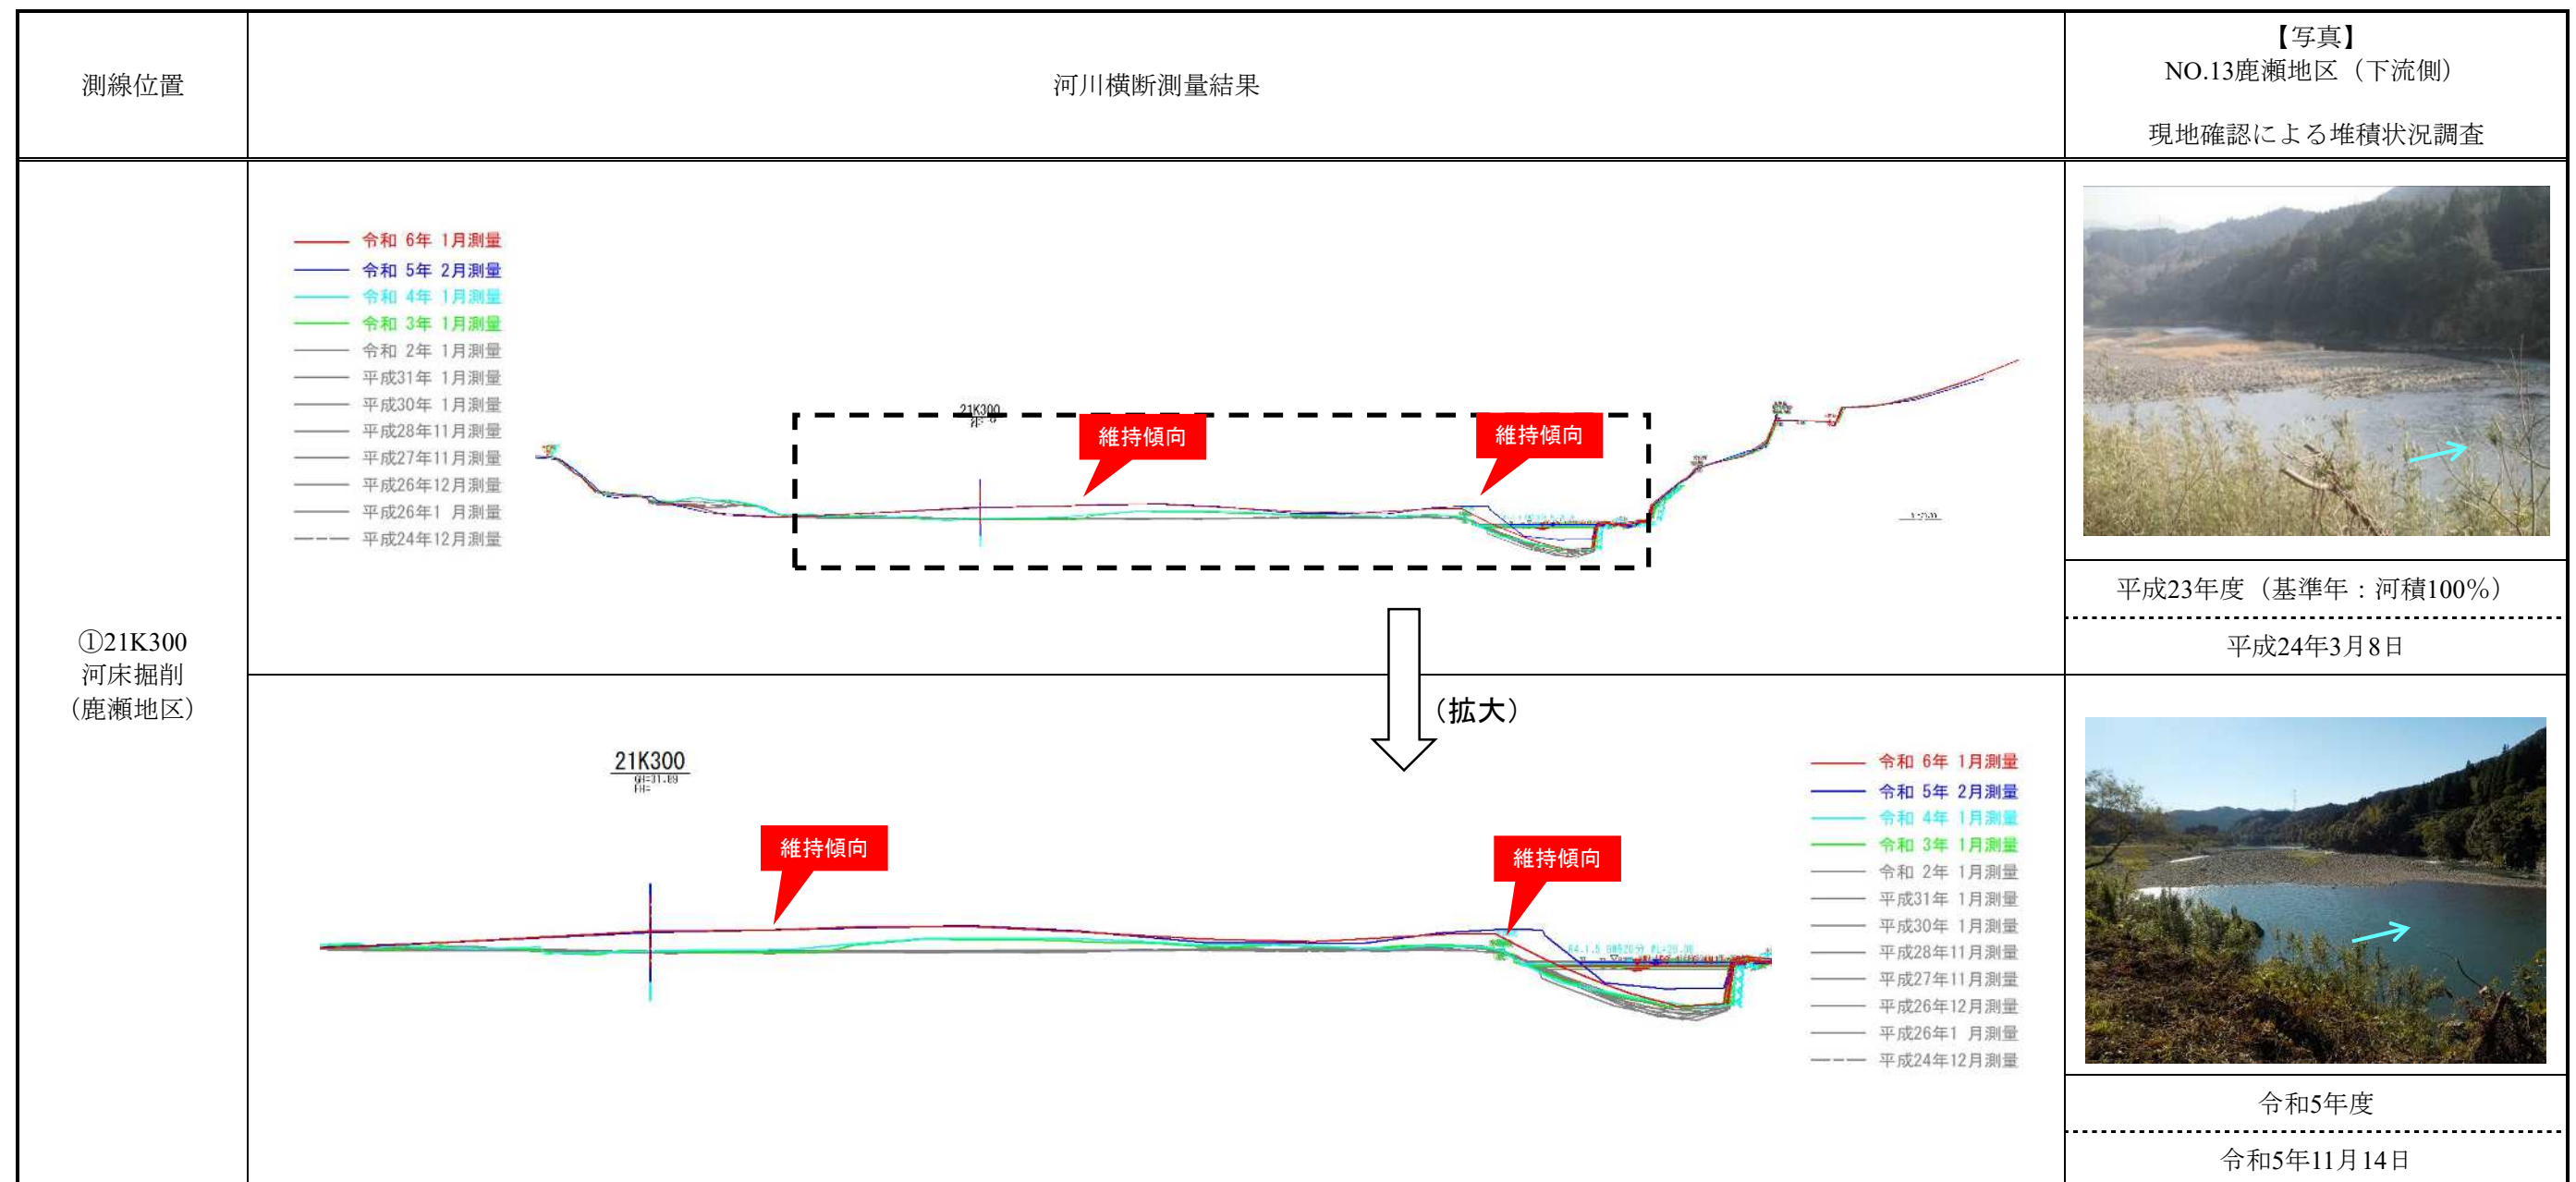 測線位置
河川横断測量結果
【写真】
NO.13鹿瀬地区（下流側）
現地確認による堆積状況調査
①21K300
河床掘削
（鹿瀬地区）
令和 6年 1月測量
令和 5年 2月測量
令和 4年 1月測量
令和 3年 1月測量
令和 2年 1月測量
平成31年 1月測量
平成30年 1月測量
平成28年11月測量
平成27年11月測量
平成26年12月測量
平成26年1 月測量
平成24年12月測量
21K300
維持傾向
維持傾向
平成23年度（基準年：河積100％）
平成24年3月8日
（拡大）
21K300
GH=31.89
FH=
維持傾向
維持傾向
令和 6年 1月測量
令和 5年 2月測量
令和 4年 1月測量
令和 3年 1月測量
令和 2年 1月測量
平成31年 1月測量
平成30年 1月測量
平成28年11月測量
平成27年11月測量
平成26年12月測量
平成26年1 月測量
平成24年12月測量
令和5年度
令和5年11月14日